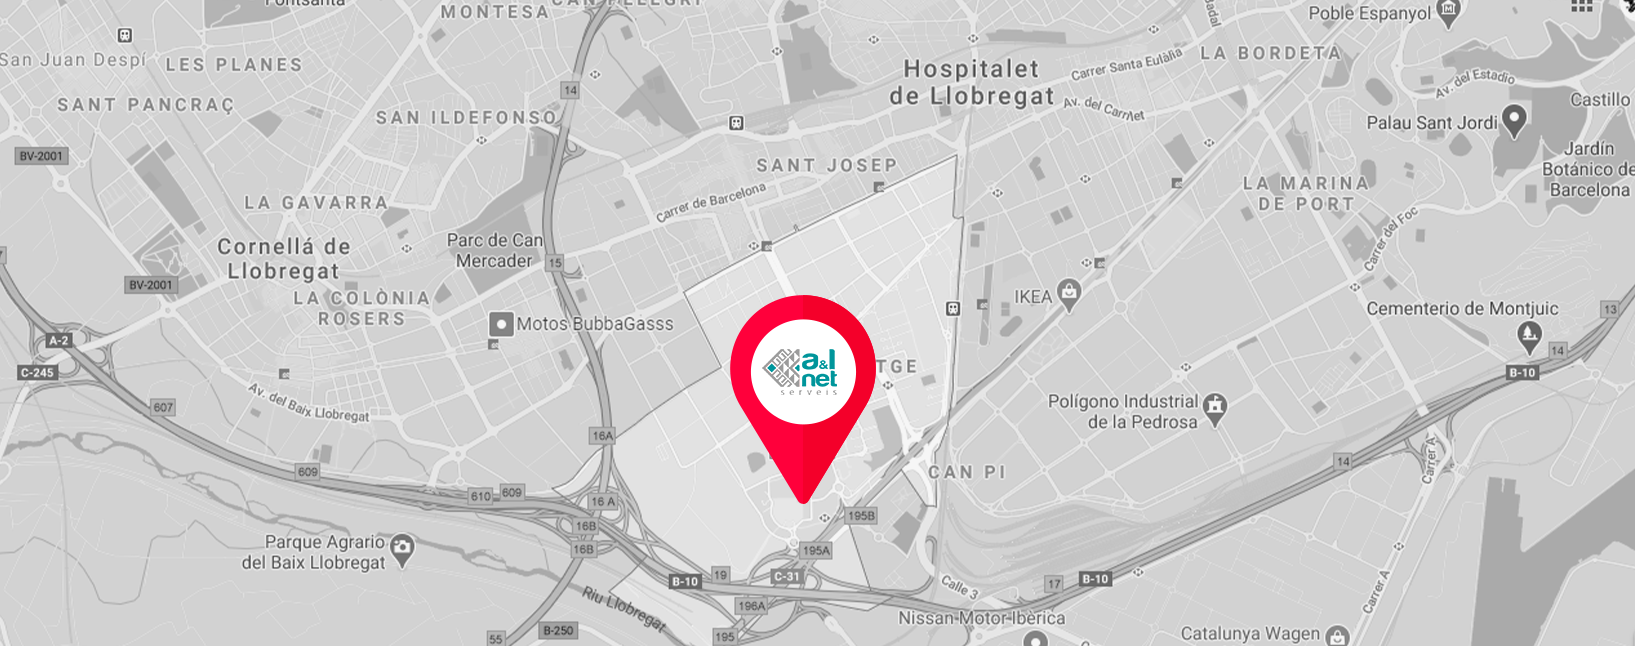 MONTESA
Poble Espanyol
San Juan Despí
LES PLANES
LA BORDETA
Carrer Santa Eulàlia
Hospitalet
de Llobregat
Av. del Estadio
14
SANT PANCRAÇ
SAN ILDEFONSO
Av. del Carrilet
Castillo
Palau Sant Jordi
BV-2001
SANT JOSEP
Jardín
Botánico de
Barcelona
LA GAVARRA
Carrer de Barcelona
LA MARINA
DE PORT
Carrer del Foc
Cornellá de
Llobregat
Parc de Can
Mercader
15
BV-2001
LA COLÒNIA
ROSERS
IKEA
Cementerio de Montjuic
13
Motos BubbaGasss
A-2
14
C-245
B-10
a&l
net
serveis
TGE
Av. del Baix Llobregat
607
Polígono Industrial
de la Pedrosa
16A
Carrer A
609
CAN PI
14
610
609
16 A
195B
16B
16B
195A
Parque Agrario
del Baix Llobregat
B-10
19
C-31
Calle 3
17
B-10
Carrer A
Riu Llobregat
196A
Nissan Motor Ibèrica
55
B-250
195
Catalunya Wagen